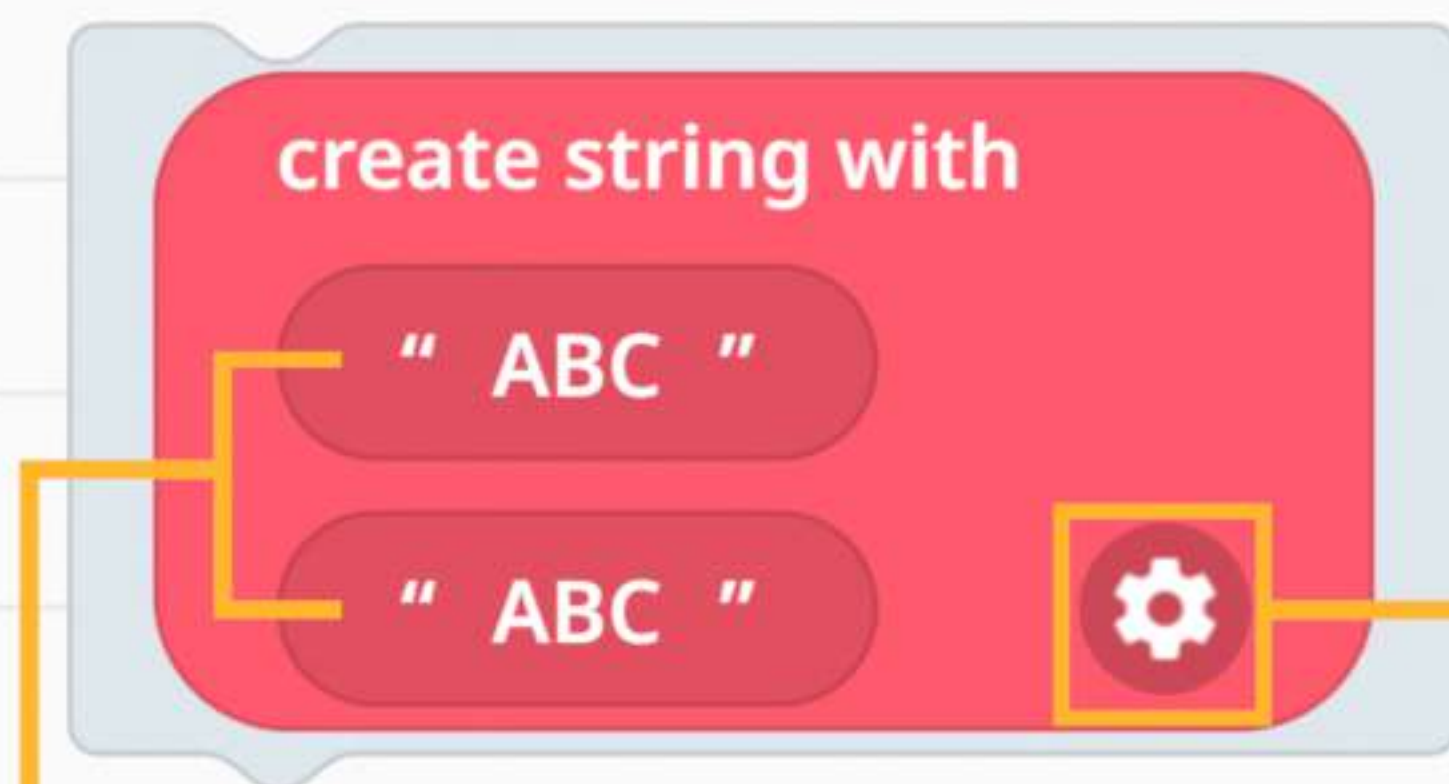 create string with
“ ABC ”
“ ABC ”